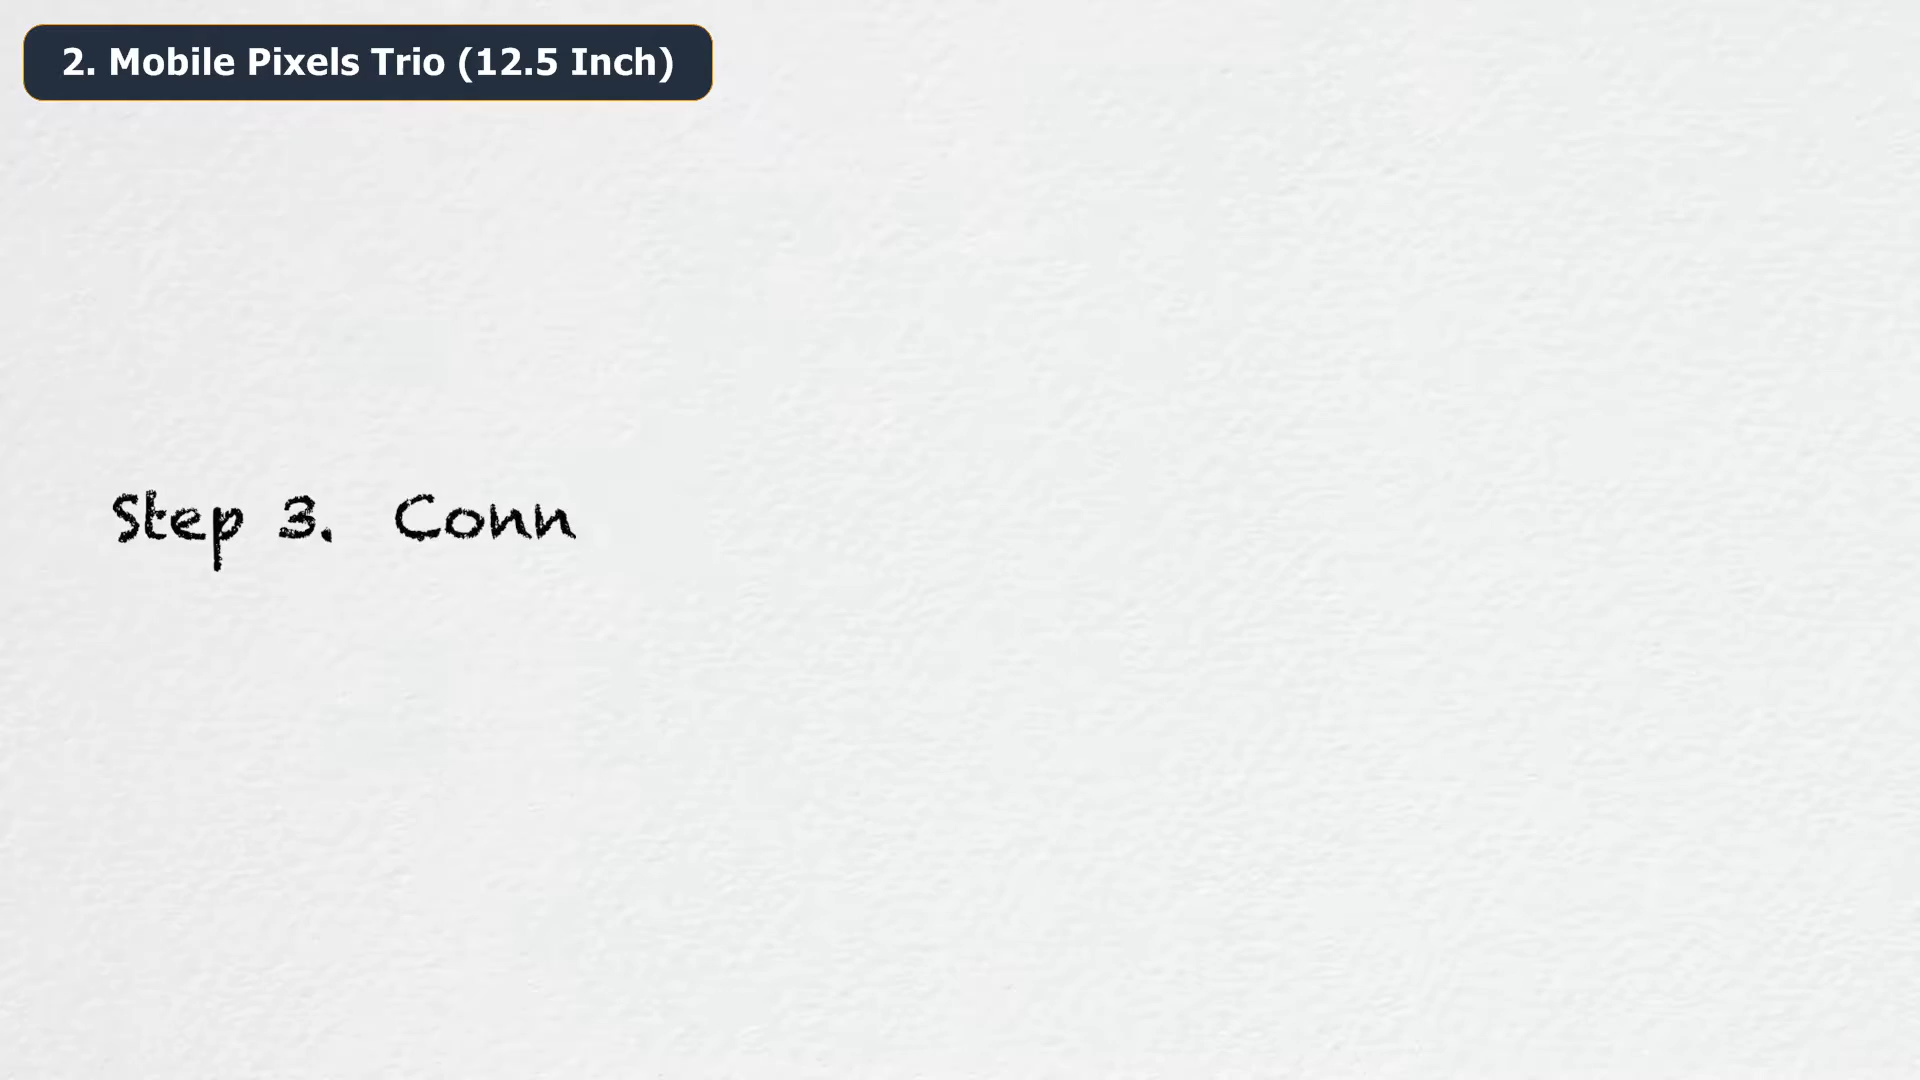 2. Mobile Pixels Trio (12.5 Inch)
Step 3. Conn